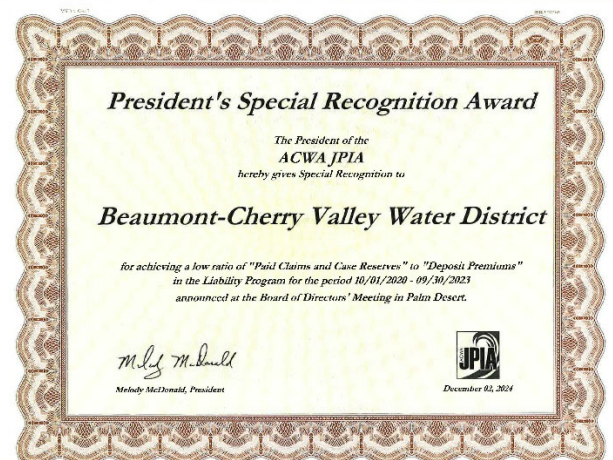 President's Special Recognition Award
The President of the
ACWA JPIA
hereby gives Special Recognition to
Beaumont-Cherry Valley Water District
for achieving a low ratio of "Paid Claims and Case Reserves" to "Deposit Premiums"
in the Liability Program for the period 10/01/2020 - 09/30/2023
announced at the Board of Directors' Meeting in Palm Desert.
Melody McDonald
JPIA
Melody McDonald, President
December 02, 2024